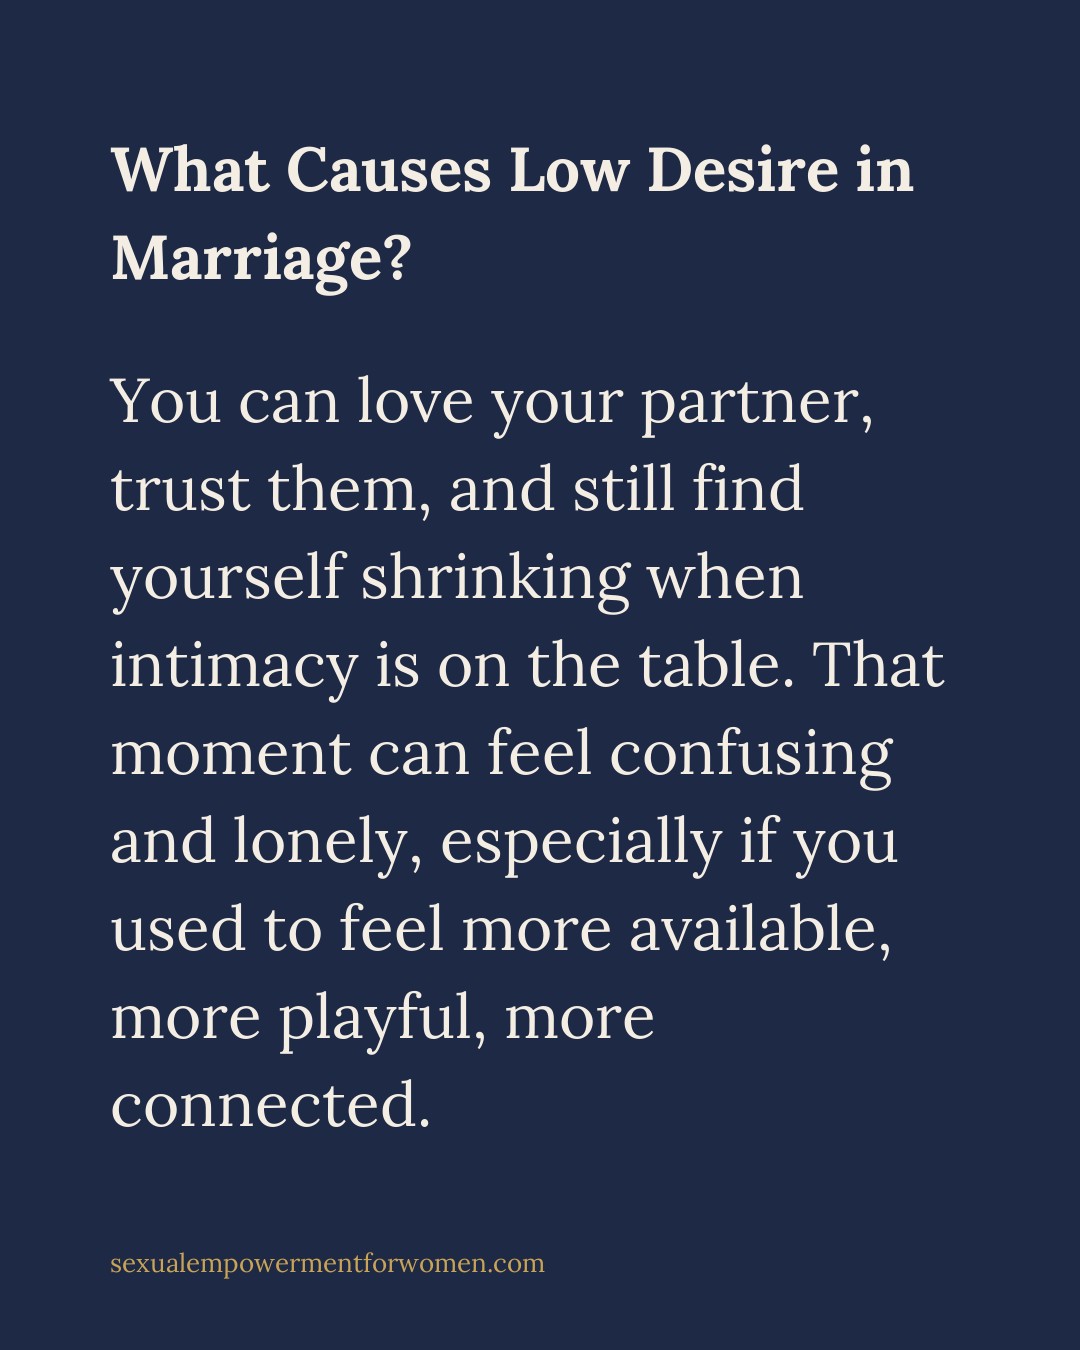 What Causes Low Desire in
Marriage?
You can love your partner,
trust them, and still find
yourself shrinking when
intimacy is on the table. That
moment can feel confusing
and lonely, especially if you
used to feel more available,
more playful, more
connected.
sexualempowermentforwomen.com